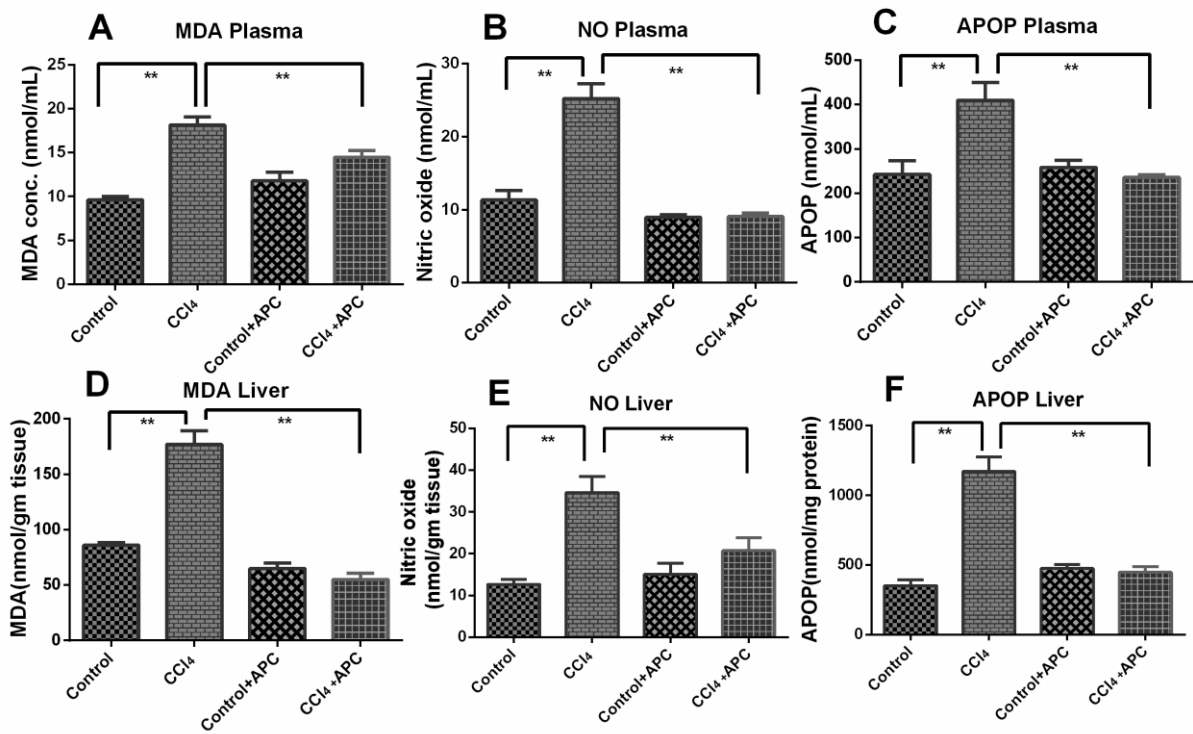 A
MDA Plasma
MDA conc. (nmol/mL)
25
20
15
10
5
0
**
**
Control
CCl₄
Control+APC
CCl₄+APC
B
NO Plasma
Nitric oxide (nmol/mL)
30
20
10
0
**
**
Control
CCl₄
Control+APC
CCl₄+APC
C
APOP Plasma
APOP (nmol/mL)
500
400
300
200
100
0
**
**
Control
CCl₄
Control+APC
CCl₄+APC
D
MDA Liver
MDA(nmol/gm tissue)
200
150
100
50
0
**
**
Control
CCl₄
Control+APC
CCl₄+APC
E
NO Liver
Nitric oxide
(nmol/gm tissue)
50
40
30
20
10
0
**
**
Control
CCl₄
Control+APC
CCl₄+APC
F
APOP Liver
APOP(nmol/mg protein)
1500
1000
500
0
**
**
Control
CCl₄
Control+APC
CCl₄+APC